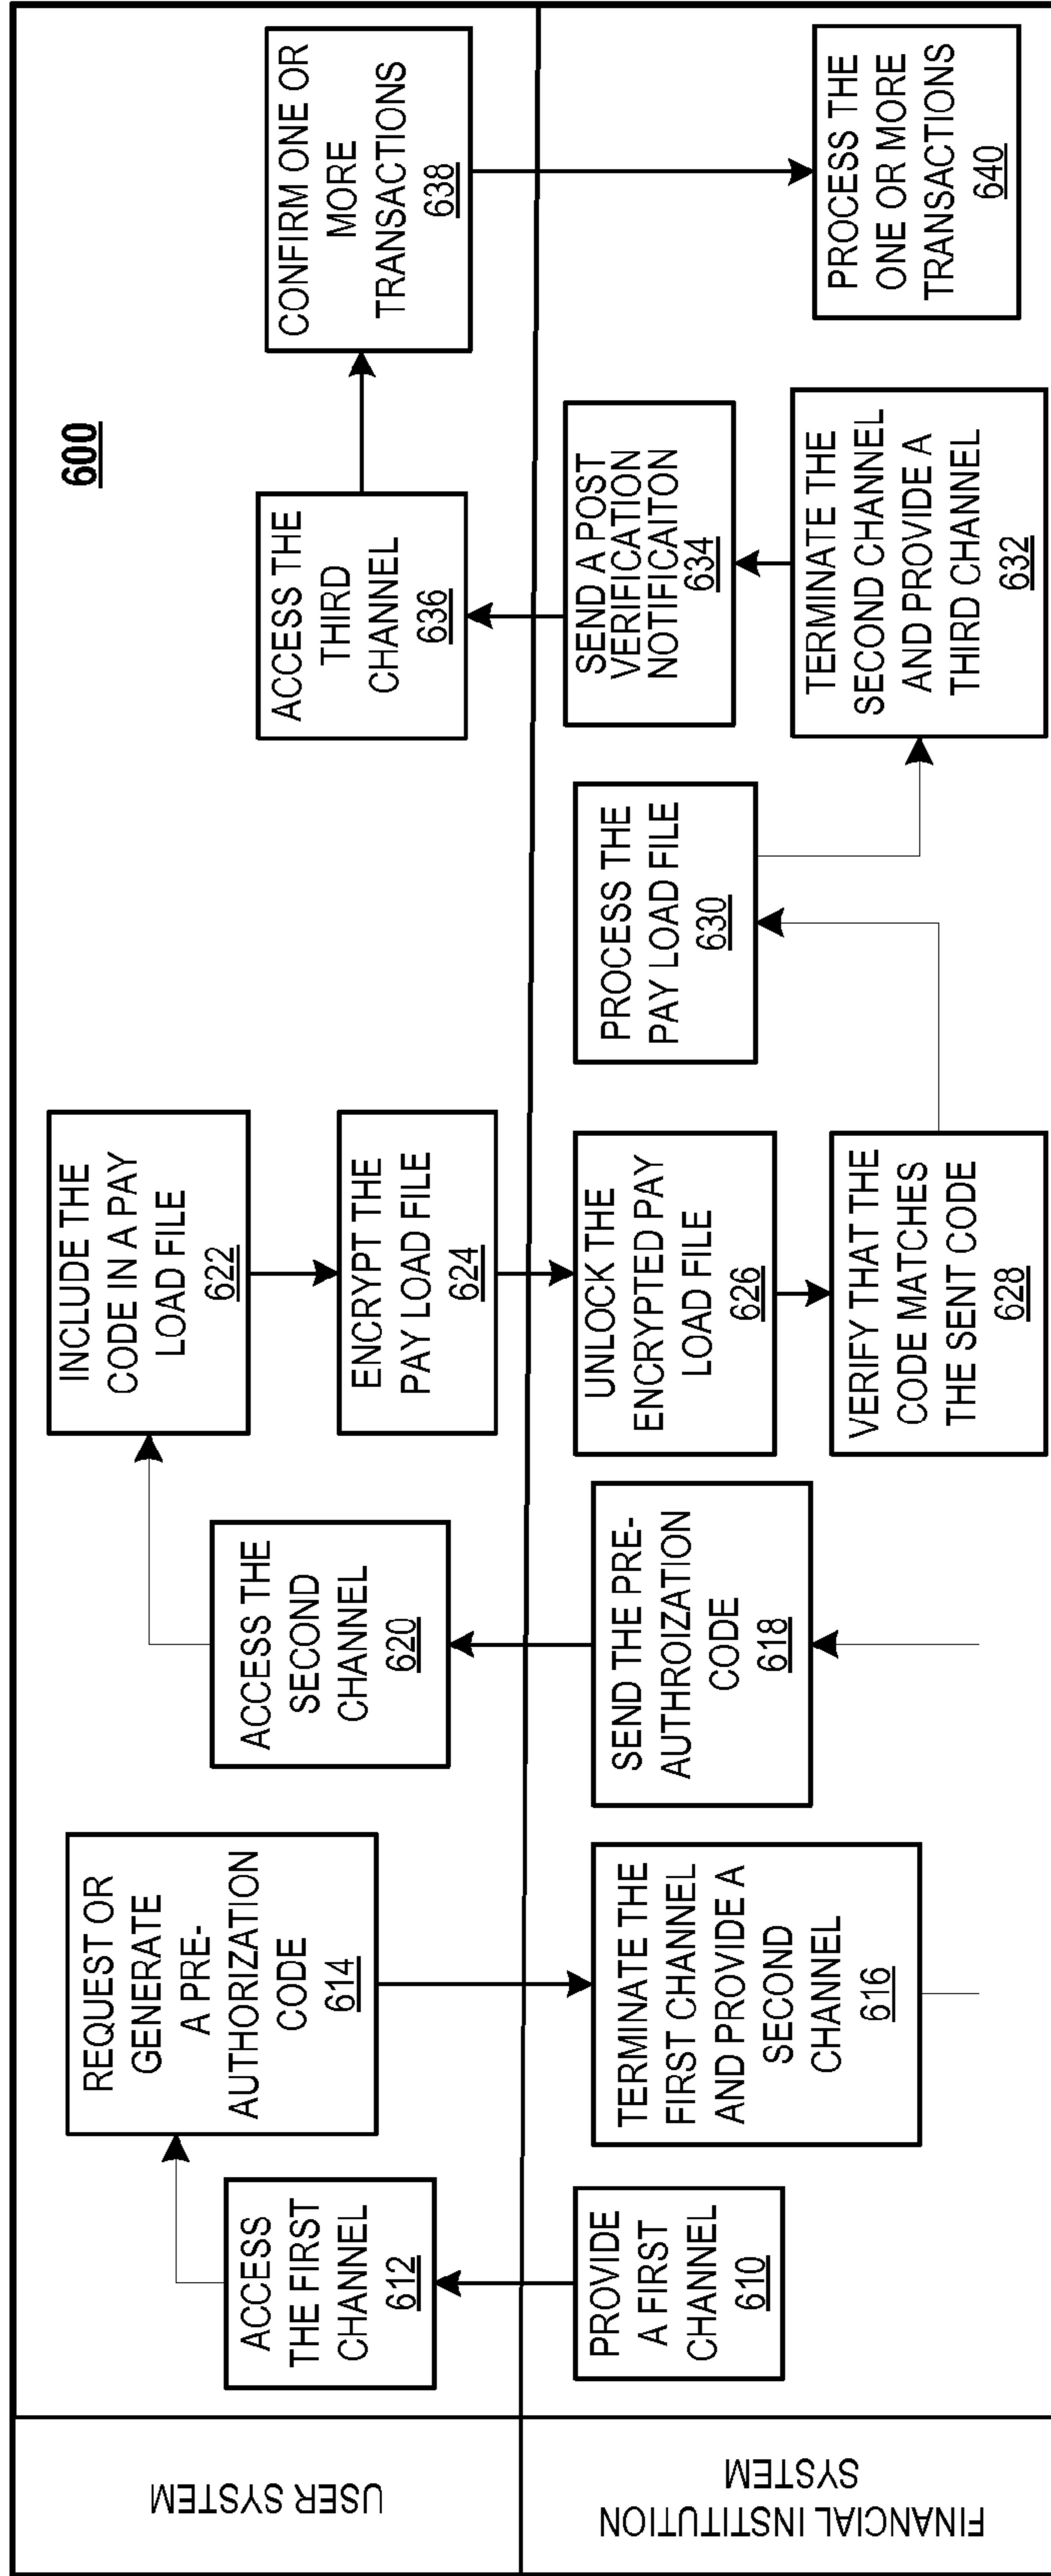 600
USER SYSTEM
ACCESS
THE FIRST
CHANNEL
612
REQUEST OR
GENERATE
A PRE-
AUTHORIZATION
CODE
614
ACCESS THE
SECOND
CHANNEL
620
INCLUDE THE
CODE IN A PAY
LOAD FILE
622
ENCRYPT THE
PAY LOAD FILE
624
ACCESS THE
THIRD
CHANNEL
636
CONFIRM ONE OR
MORE
TRANSACTIONS
638
FINANCIAL INSTITUTION
SYSTEM
PROVIDE
A FIRST
CHANNEL
610
TERMINATE THE
FIRST CHANNEL
AND PROVIDE A
SECOND
CHANNEL
616
SEND THE PRE-
AUTHROIZATION
CODE
618
UNLOCK THE
ENCRYPTED PAY
LOAD FILE
626
VERIFY THAT THE
CODE MATCHES
THE SENT CODE
628
PROCESS THE
PAY LOAD FILE
630
TERMINATE THE
SECOND CHANNEL
AND PROVIDE A
THIRD CHANNEL
632
SEND A POST
VERIFICATION
NOTIFICAITON
634
PROCESS THE
ONE OR MORE
TRANSACTIONS
640